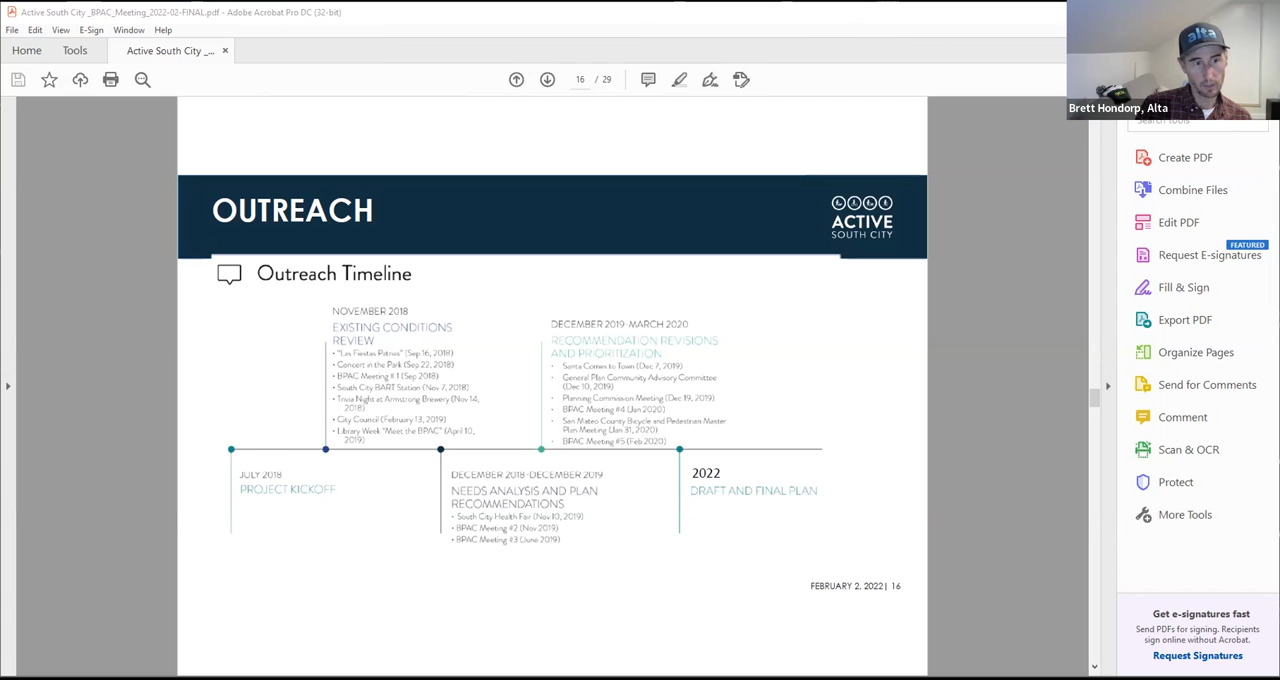 Active South City _BPAC_Meeting_2022-02-FINAL.pdf - Adobe Acrobat Pro DC (32-bit)
File Edit View E-Sign Window Help
Home Tools Active South City _... ×
16 / 29
Brett Hondorp, Alta
alta
Search tools
Create PDF
Combine Files
Edit PDF
FEATURED
Request E-signatures
Fill & Sign
Export PDF
Organize Pages
Send for Comments
Comment
Scan & OCR
Protect
More Tools
Get e-signatures fast
Send PDFs for signing. Recipients
sign online without Acrobat.
Request Signatures
OUTREACH
ACTIVE
SOUTH CITY
Outreach Timeline
NOVEMBER 2018
EXISTING CONDITIONS
REVIEW
• "Las Fiestas Patrias" (Sep 16, 2018)
• Concert in the Park (Sep 22, 2018)
• BPAC Meeting #1 (Sep 2018)
• South City BART Station (Nov 7, 2018)
• Trivia Night at Armstrong Brewery (Nov 14,
2018)
• City Council (February 13, 2019)
• Library Week "Meet the BPAC" (April 10,
2019)
DECEMBER 2019-MARCH 2020
RECOMMENDATION REVISIONS
AND PRIORITIZATION
• Santa Comes to Town (Dec 7, 2019)
• General Plan Community Advisory Committee
(Dec 10, 2019)
• Planning Commission Meeting (Dec 19, 2019)
• BPAC Meeting #4 (Jan 2020)
• San Mateo County Bicycle and Pedestrian Master
Plan Meeting (Jan 31, 2020)
• BPAC Meeting #5 (Feb 2020)
JULY 2018
PROJECT KICKOFF
DECEMBER 2018-DECEMBER 2019
NEEDS ANALYSIS AND PLAN
RECOMMENDATIONS
• South City Health Fair (Nov 10, 2019)
• BPAC Meeting #2 (Nov 2019)
• BPAC Meeting #3 (June 2019)
2022
DRAFT AND FINAL PLAN
FEBRUARY 2, 2022| 16